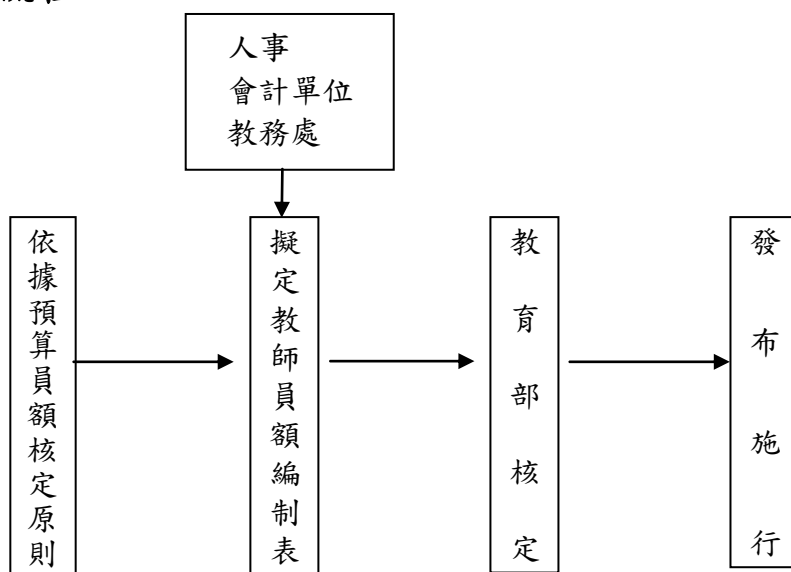 人事
會計單位
教務處
依據預算員額核定原則
擬定教師員額編制表
教育部核定
發布施行